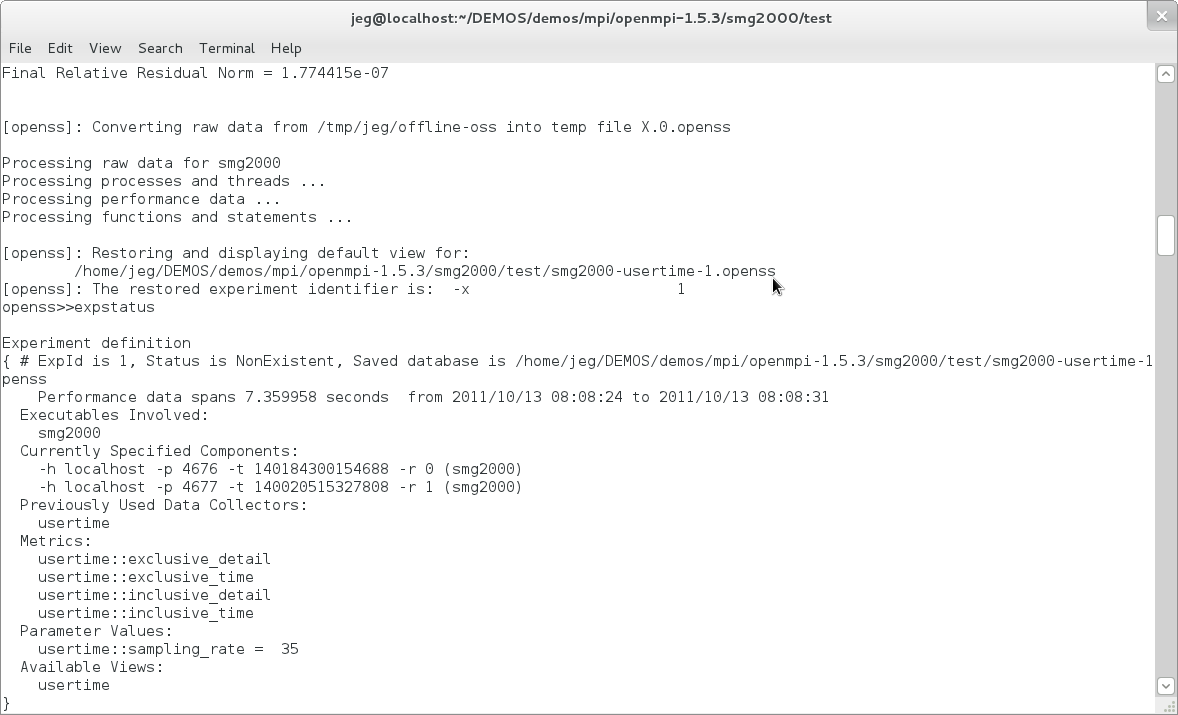 jeg@localhost:~/DEMOS/demos/mpi/openmpi-1.5.3/smg2000/test
File Edit View Search Terminal Help
Final Relative Residual Norm = 1.774415e-07
[openss]: Converting raw data from /tmp/jeg/offline-oss into temp file X.0.openss
Processing raw data for smg2000
Processing processes and threads ...
Processing performance data ...
Processing functions and statements ...
[openss]: Restoring and displaying default view for:
/home/jeg/DEMOS/demos/mpi/openmpi-1.5.3/smg2000/test/smg2000-usertime-1.openss
[openss]: The restored experiment identifier is:  -x                       1
openss>>expstatus
Experiment definition
{ # ExpId is 1, Status is NonExistent, Saved database is /home/jeg/DEMOS/demos/mpi/openmpi-1.5.3/smg2000/test/smg2000-usertime-1
penss
    Performance data spans 7.359958 seconds  from 2011/10/13 08:08:24 to 2011/10/13 08:08:31
  Executables Involved:
    smg2000
  Currently Specified Components:
    -h localhost -p 4676 -t 140184300154688 -r 0 (smg2000)
    -h localhost -p 4677 -t 140020515327808 -r 1 (smg2000)
  Previously Used Data Collectors:
    usertime
  Metrics:
    usertime::exclusive_detail
    usertime::exclusive_time
    usertime::inclusive_detail
    usertime::inclusive_time
  Parameter Values:
    usertime::sampling_rate =  35
  Available Views:
    usertime
}